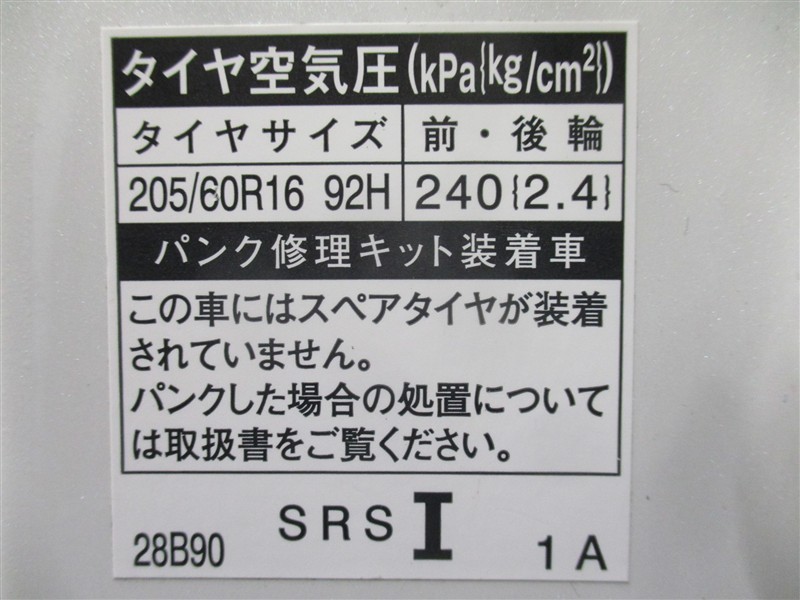 タイヤ空気圧(kPa{kg/cm²})
タイヤサイズ 前・後輪
205/60R16 92H 240{2.4}
パンク修理キット装着車
この車にはスペアタイヤが装着
されていません。
パンクした場合の処置について
は取扱書をご覧ください。
28B90 SRS I 1A